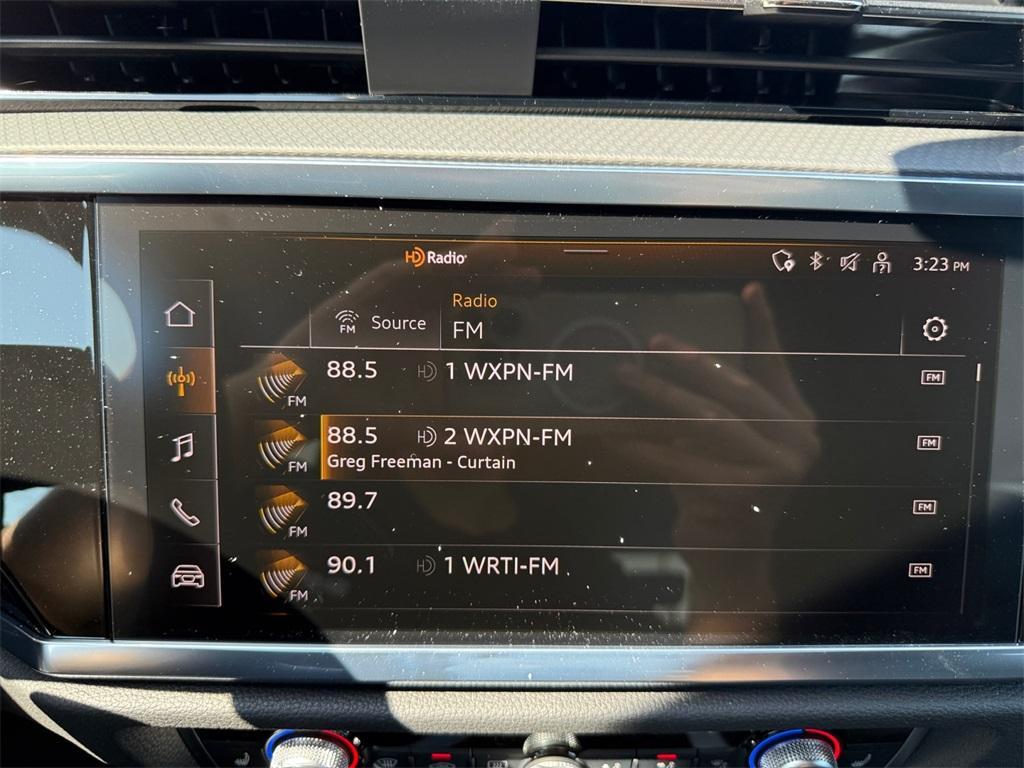 HD Radio 3:23 PM
Radio
FM Source FM
88.5 HD 1 WXPN-FM FM
FM
88.5 HD 2 WXPN-FM FM
Greg Freeman - Curtain FM
89.7 FM
FM
90.1 HD 1 WRTI-FM FM
FM